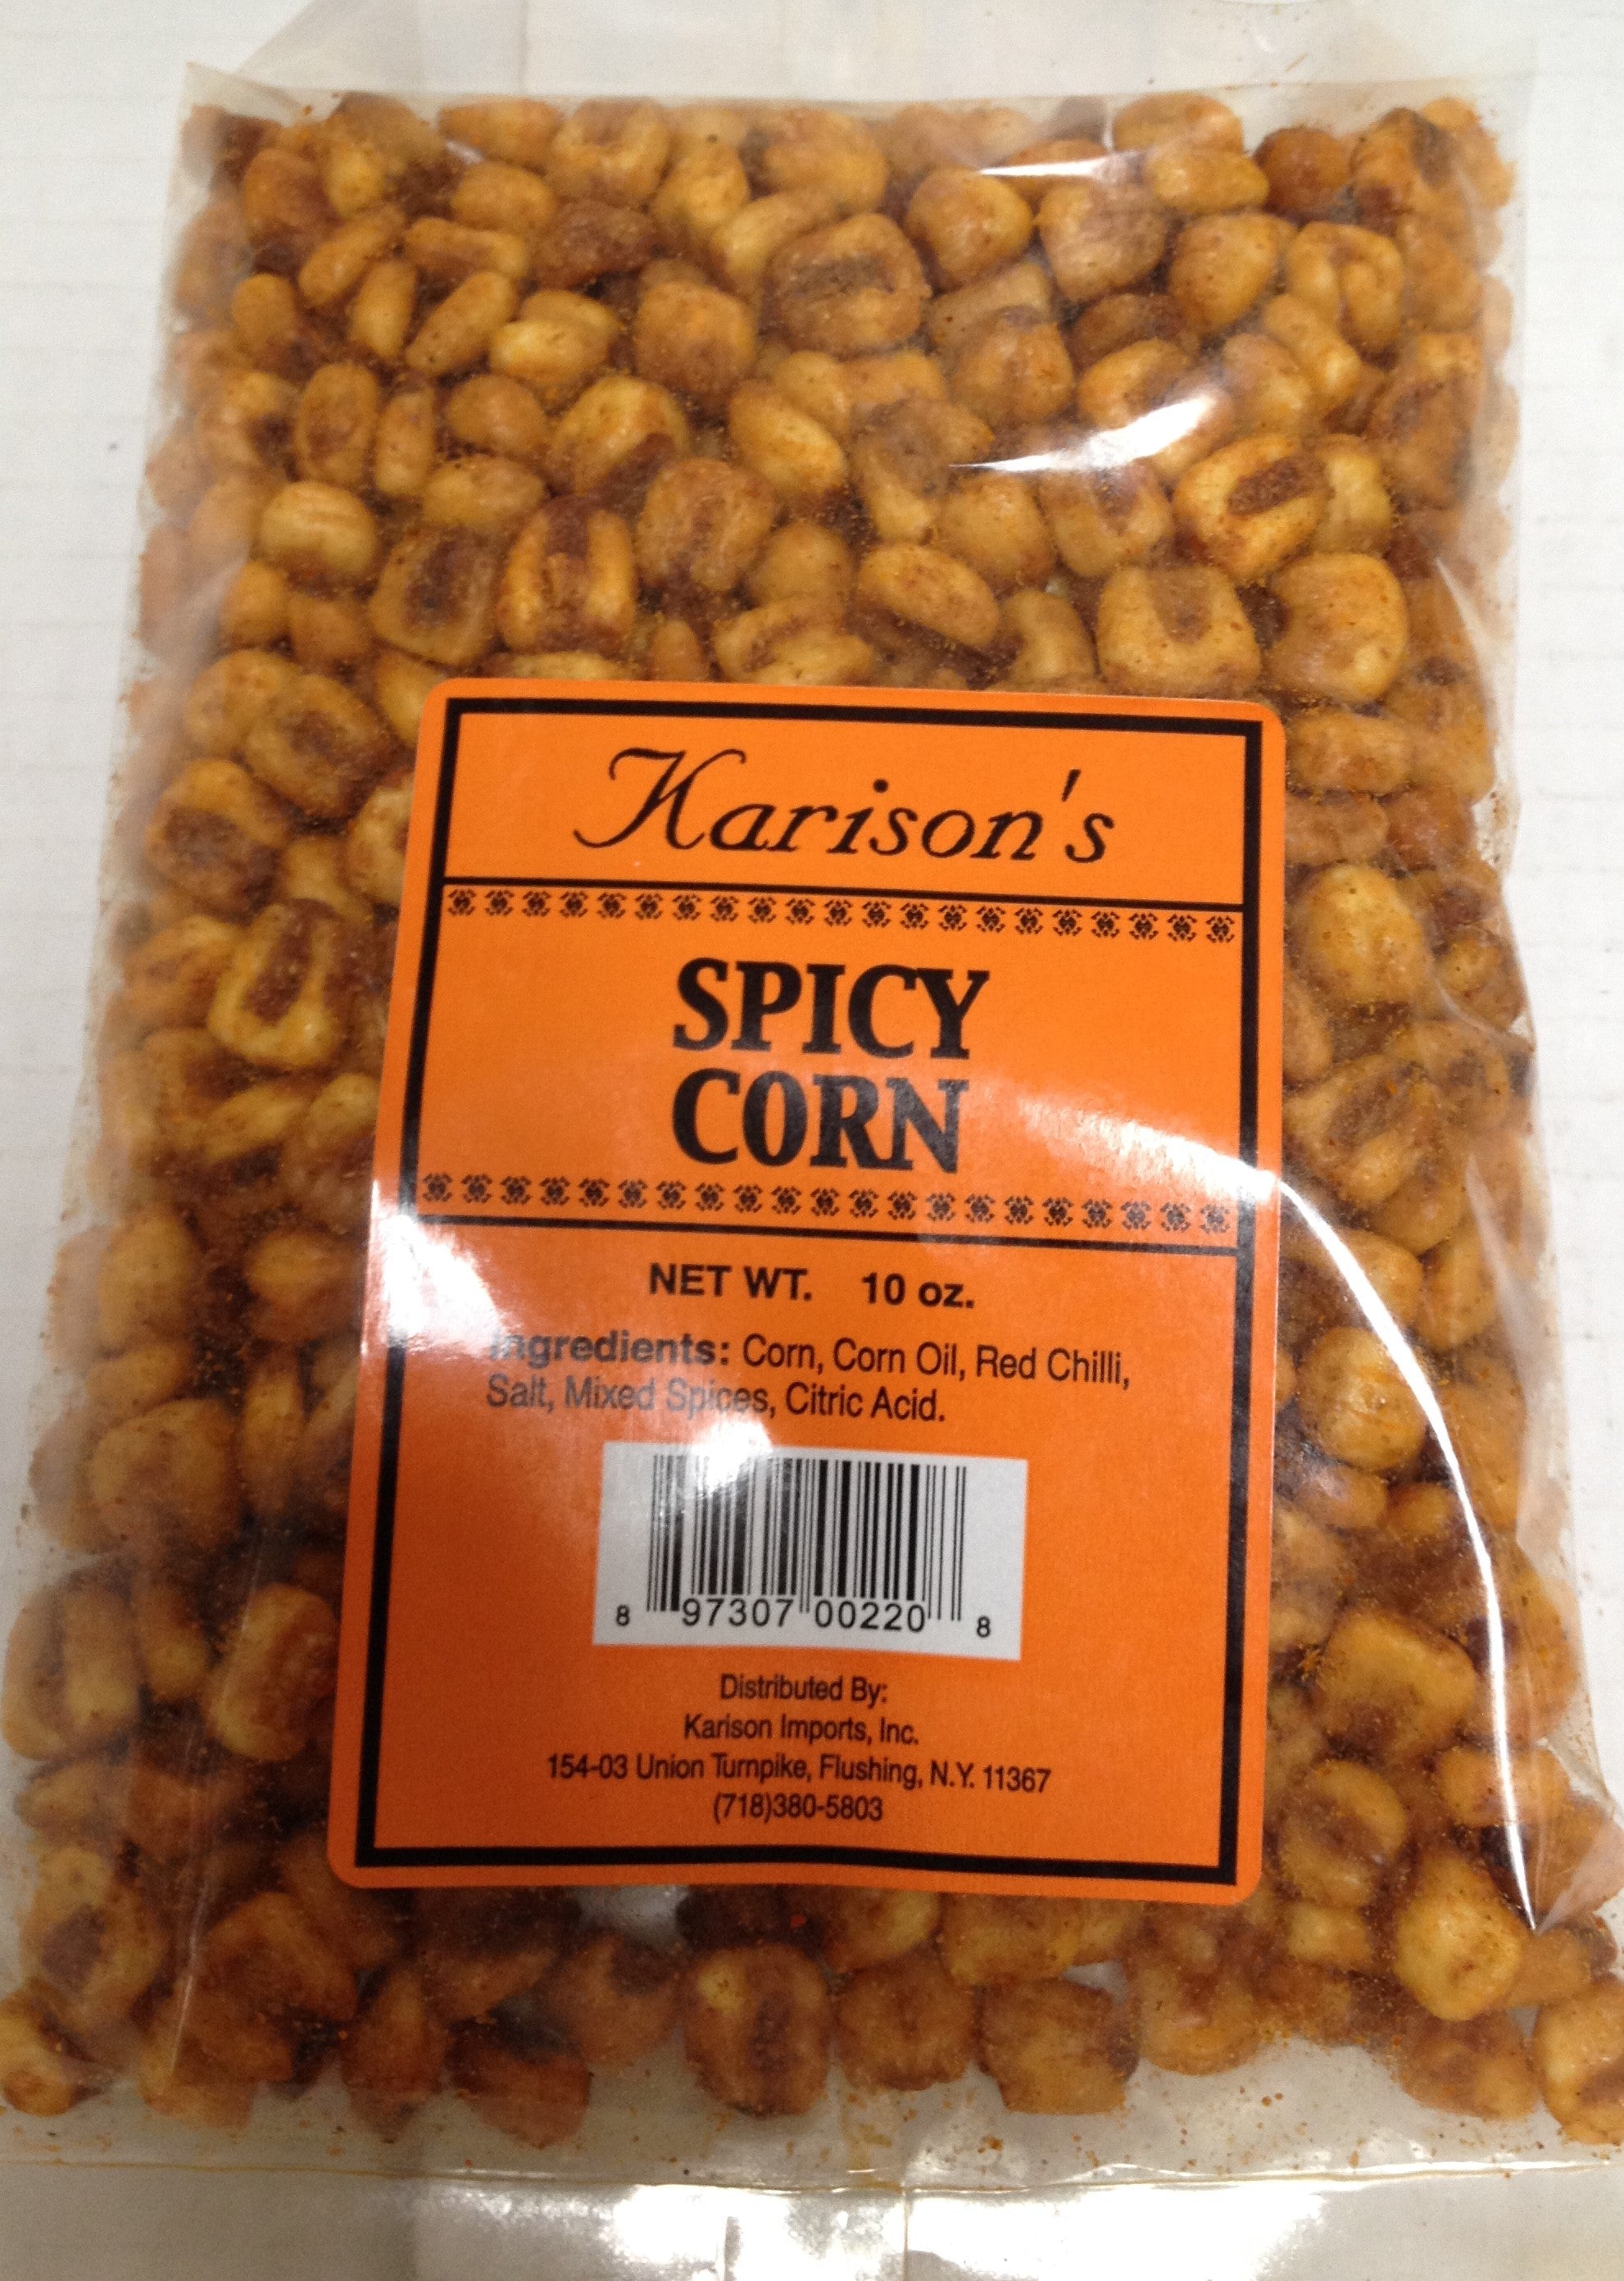 Karison's
SPICY
CORN
NET WT. 10 oz.
Ingredients: Corn, Corn Oil, Red Chilli,
Salt, Mixed Spices, Citric Acid.
8 97307 00220 8
Distributed By:
Karison Imports, Inc.
154-03 Union Turnpike, Flushing, N.Y. 11367
(718)380-5803